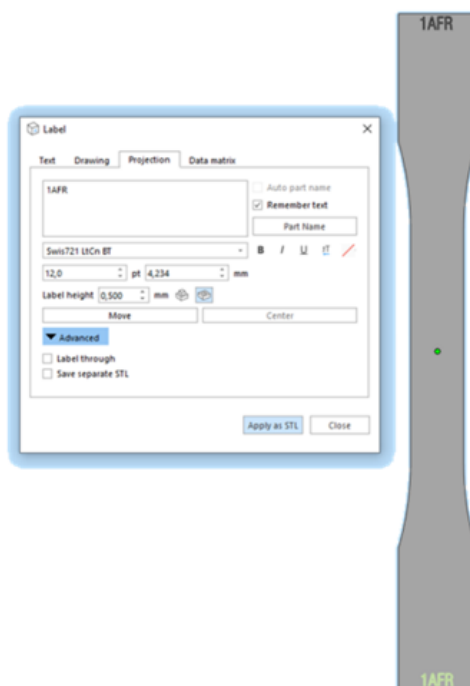 1AFR
Label
Text Drawing Projection Data matrix
1AFR
Auto part name
Remember text
Part Name
Swis721 LtCn BT
B I U tT
12,0 pt 4,234 mm
Label height 0,500 mm
Move Center
Advanced
Label through
Save separate STL
Apply as STL Close
1AFR